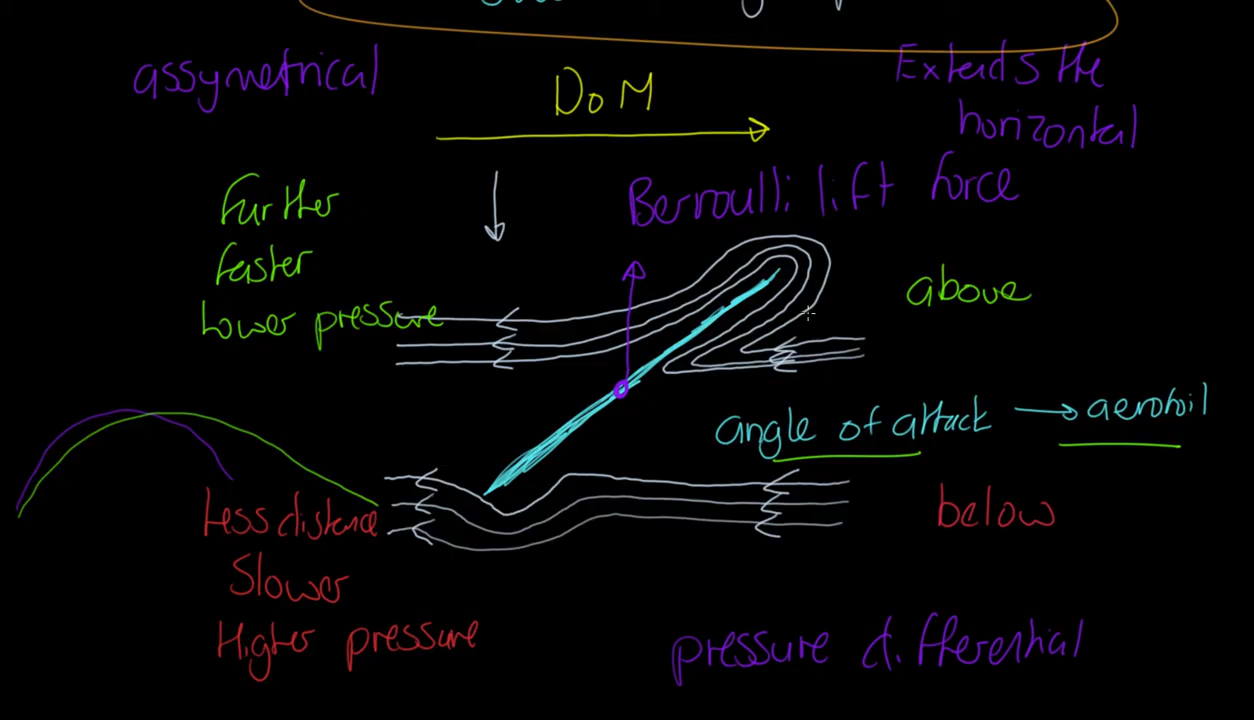 assymetrical
DoM
Extends the
horizontal
Further
faster
Lower pressure
Bernoulli lift force
above
angle of attack → aerofoil
Less distance
Slower
Higher pressure
below
pressure differential